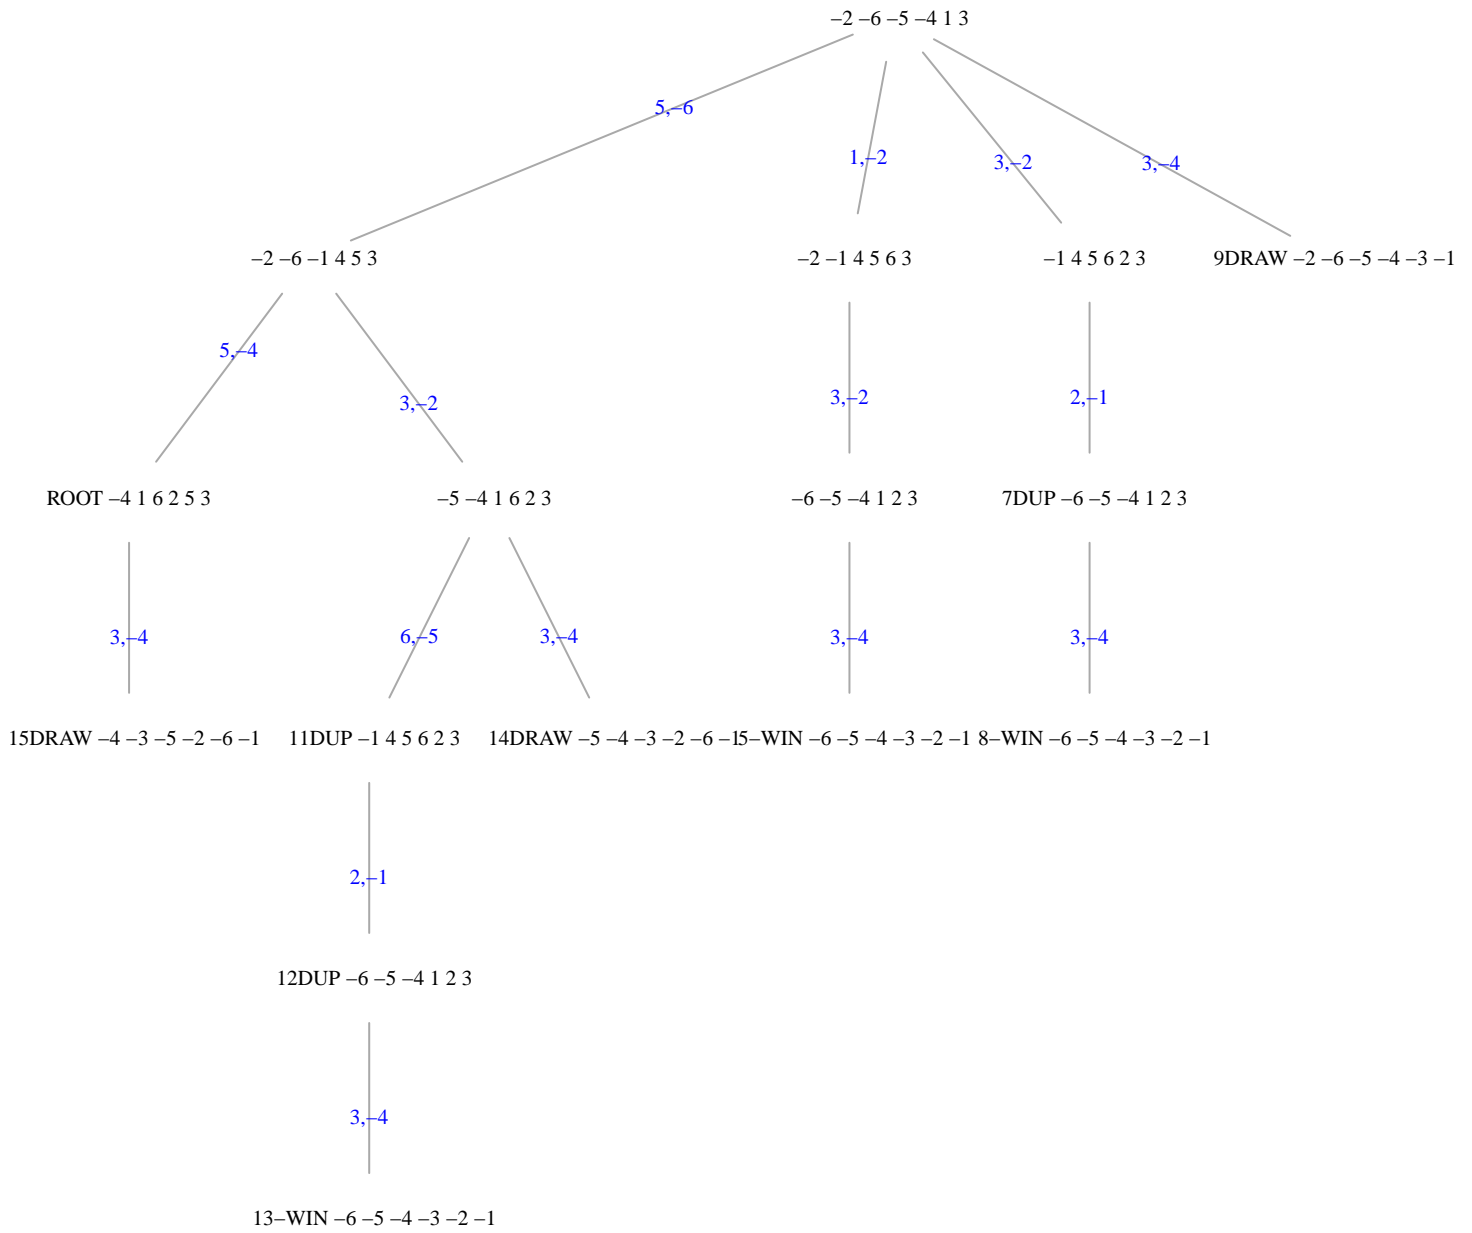 –2 –6 –5 –4 1 3
5,–6
1,–2
3,–2
3,–4
–2 –6 –1 4 5 3
–2 –1 4 5 6 3
–1 4 5 6 2 3
9DRAW –2 –6 –5 –4 –3 –1
5,–4
3,–2
3,–2
2,–1
ROOT –4 1 6 2 5 3
–5 –4 1 6 2 3
–6 –5 –4 1 2 3
7DUP –6 –5 –4 1 2 3
3,–4
6,–5
3,–4
3,–4
3,–4
15DRAW –4 –3 –5 –2 –6 –1
11DUP –1 4 5 6 2 3
14DRAW –5 –4 –3 –2 –6 –1
5–WIN –6 –5 –4 –3 –2 –1
8–WIN –6 –5 –4 –3 –2 –1
2,–1
12DUP –6 –5 –4 1 2 3
3,–4
13–WIN –6 –5 –4 –3 –2 –1